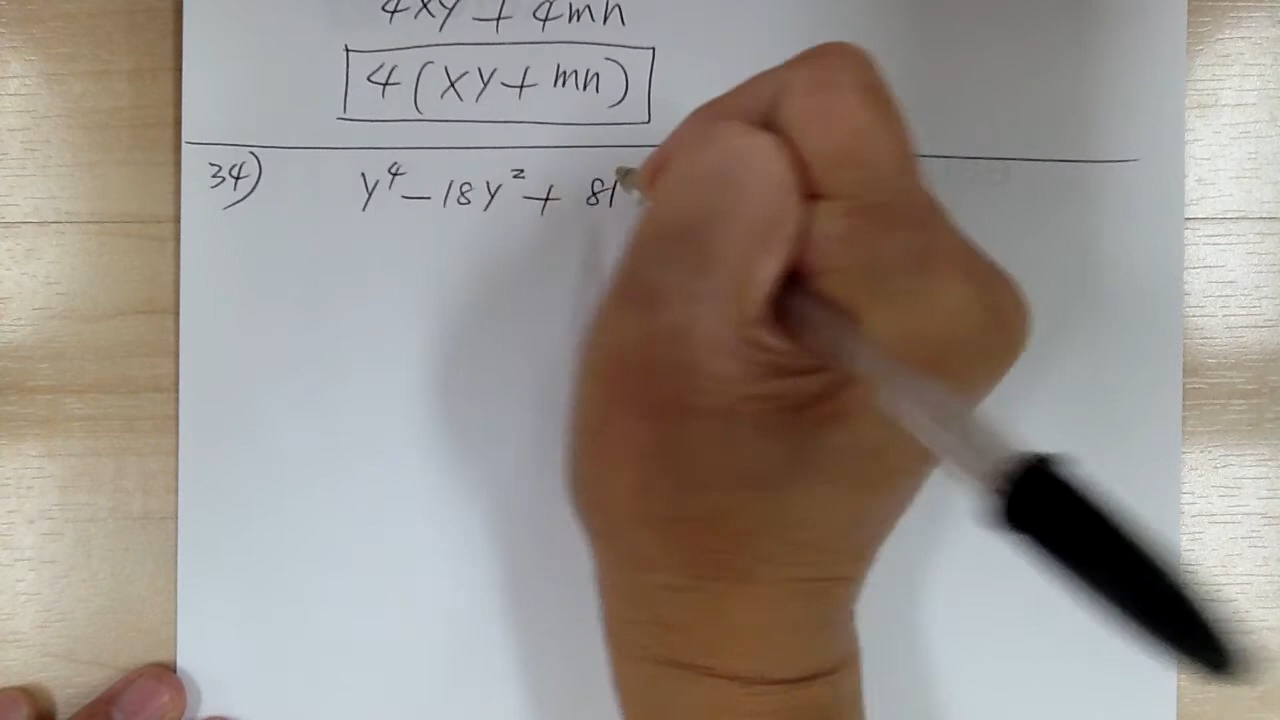 4xy + 4mn
4(xy + mn)
34) y⁴ - 18y² + 81